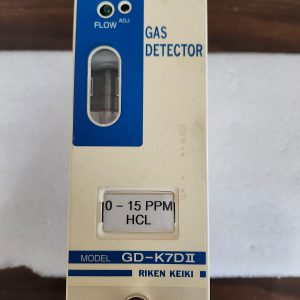 FLOW
ADJ
GAS
DETECTOR
0 – 15 PPM
HCL
MODEL GD-K7DII
RIKEN KEIKI